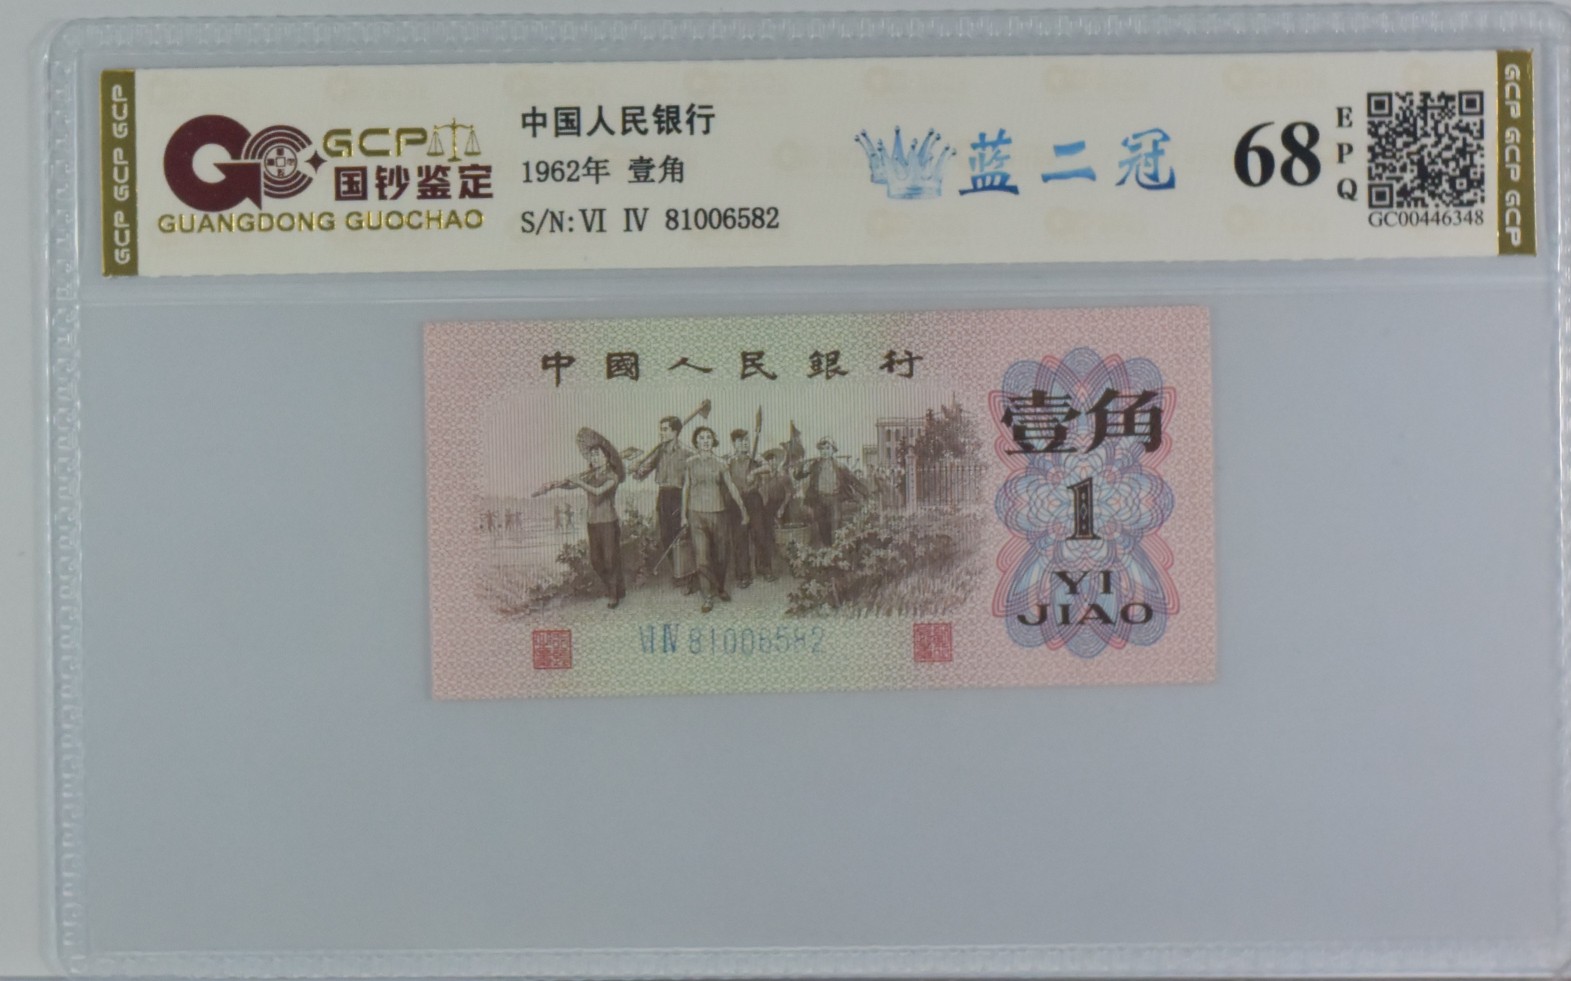 GCP GCP GCP
GCP
国钞鉴定
GUANGDONG GUOCHAO
中国人民银行
1962年 壹角
S/N: VI IV 81006582
蓝二冠
68
EPQ
GC00446348
GCP GCP GCP
中國人民銀行
壹角
1
YI
JIAO
VI IV 81006582